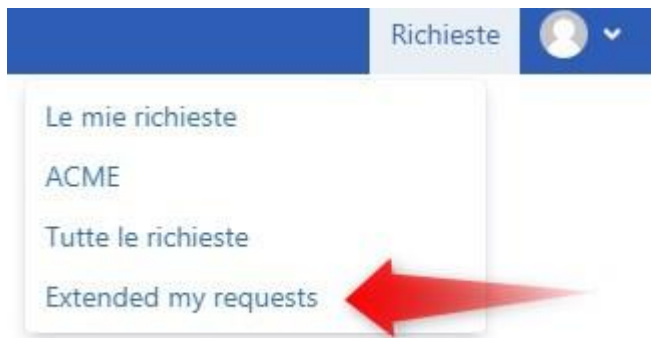 Richieste
Le mie richieste
ACME
Tutte le richieste
Extended my requests